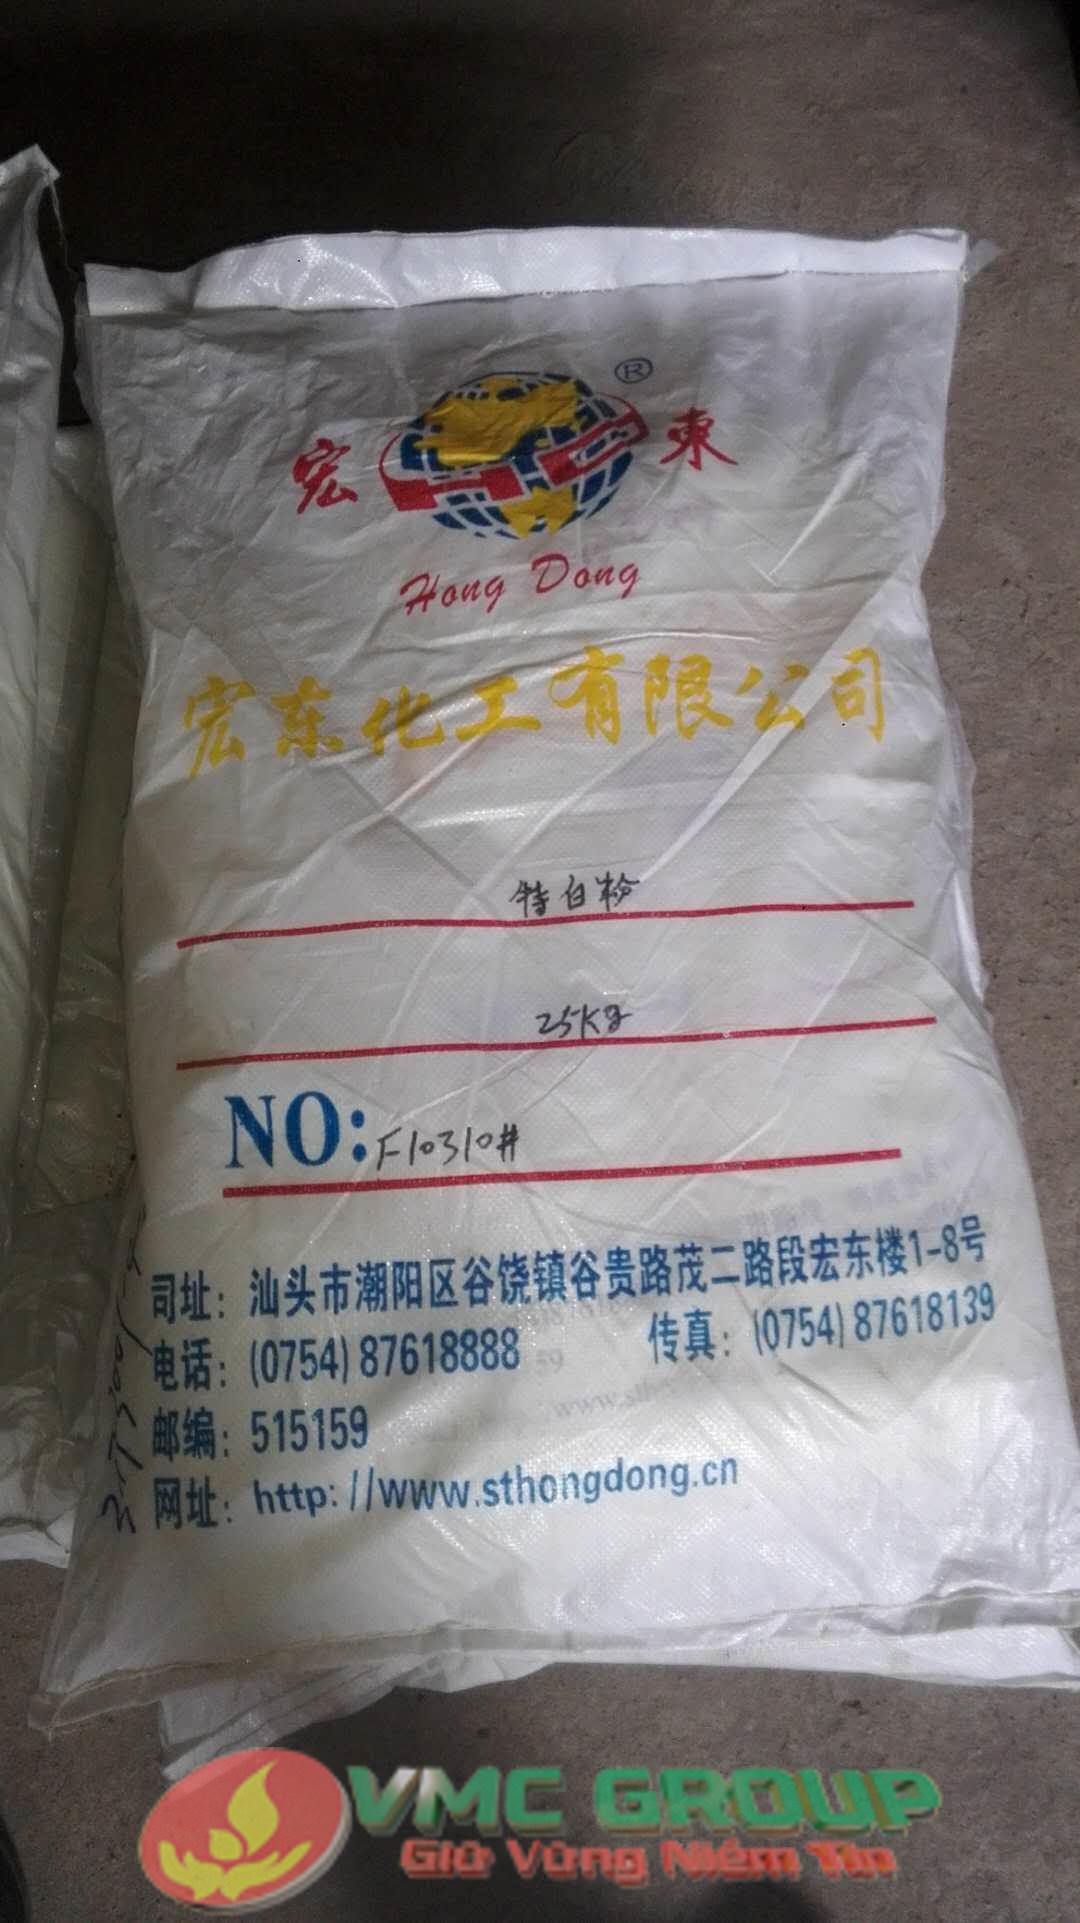 ®
宏 HC 東
Hong Dong
宏东化工有限公司
特白粉
25Kg
NO: F10310#
司址：汕头市潮阳区谷饶镇谷贵路茂二路段宏东楼1-8号
电话：(0754) 87618888 传真：(0754) 87618139
邮编：515159
网址：http://www.sthongdong.cn
VMC GROUP
Giữ Vững Niềm Tin